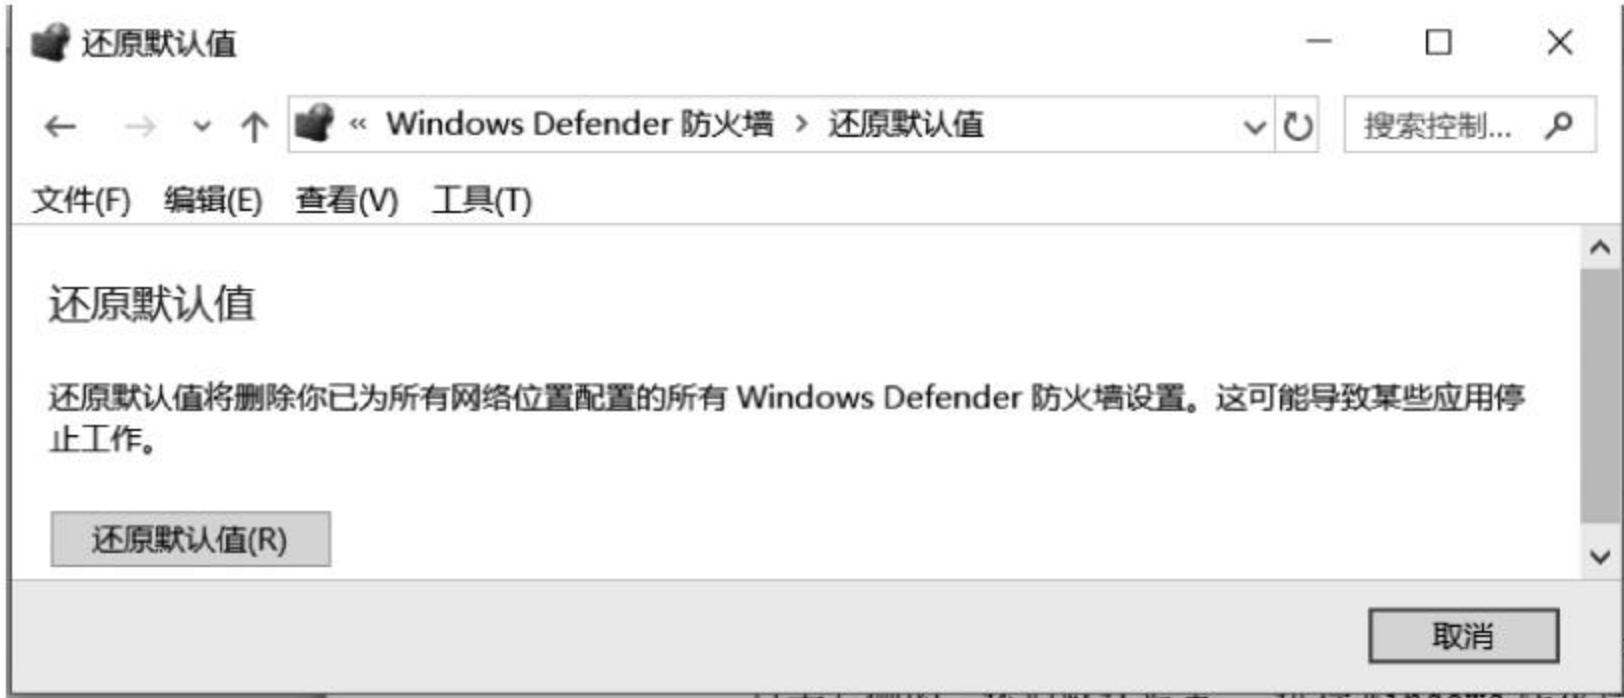 还原默认值
« Windows Defender 防火墙 > 还原默认值
搜索控制...
文件(F) 编辑(E) 查看(V) 工具(T)
还原默认值
还原默认值将删除你已为所有网络位置配置的所有 Windows Defender 防火墙设置。这可能导致某些应用停
止工作。
还原默认值(R)
取消